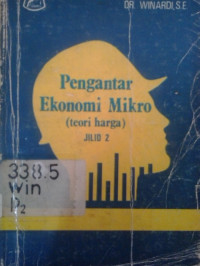 DR. WINARDI, S.E
Pengantar
Ekonomi Mikro
(teori harga)
JILID 2
338.5
Win
P2